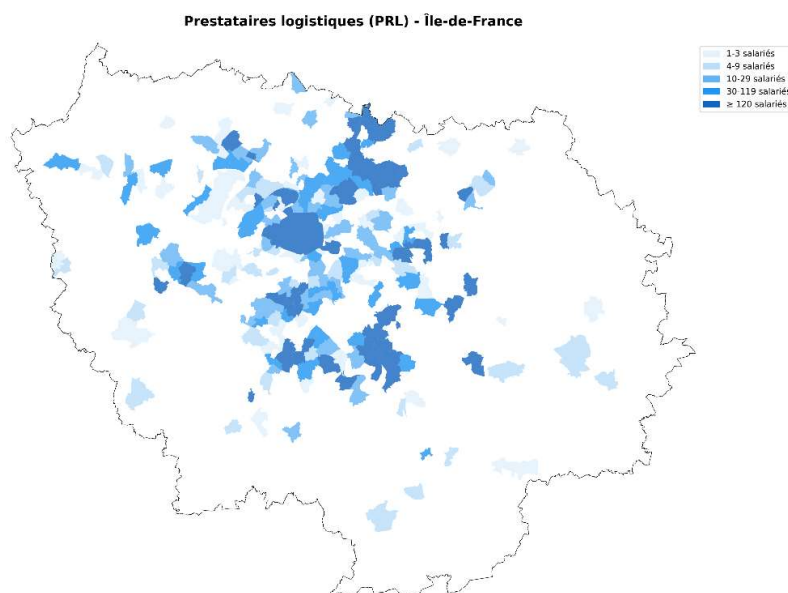 Prestataires logistiques (PRL) - Île-de-France
1-3 salariés
4-9 salariés
10-29 salariés
30-119 salariés
≥ 120 salariés